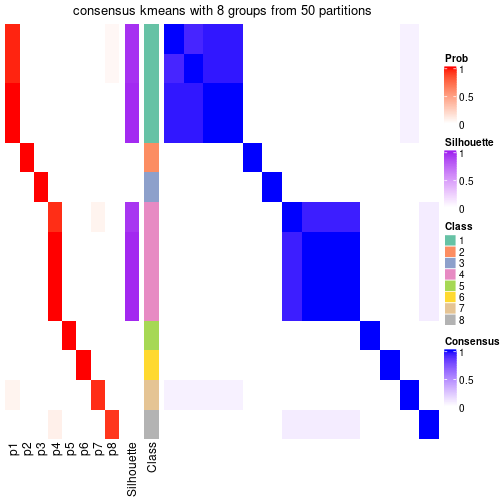 consensus kmeans with 8 groups from 50 partitions
Prob
1
0.5
0
Silhouette
1
0.5
0
Class
1
2
3
4
5
6
7
8
Consensus
1
0.5
0
p1
p2
p3
p4
p5
p6
p7
p8
Silhouette
Class